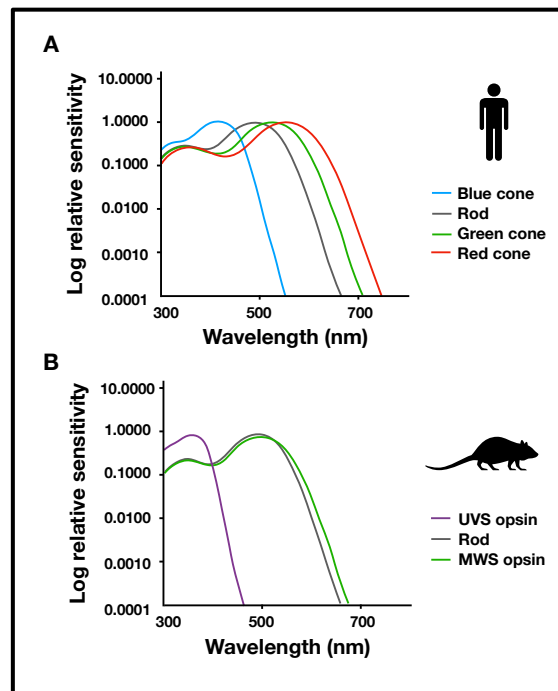 A
Log relative sensitivity
10.0000
1.0000
0.1000
0.0100
0.0010
0.0001
300
500
700
Wavelength (nm)
Blue cone
Rod
Green cone
Red cone
B
Log relative sensitivity
10.0000
1.0000
0.1000
0.0100
0.0010
0.0001
300
500
700
Wavelength (nm)
UVS opsin
Rod
MWS opsin